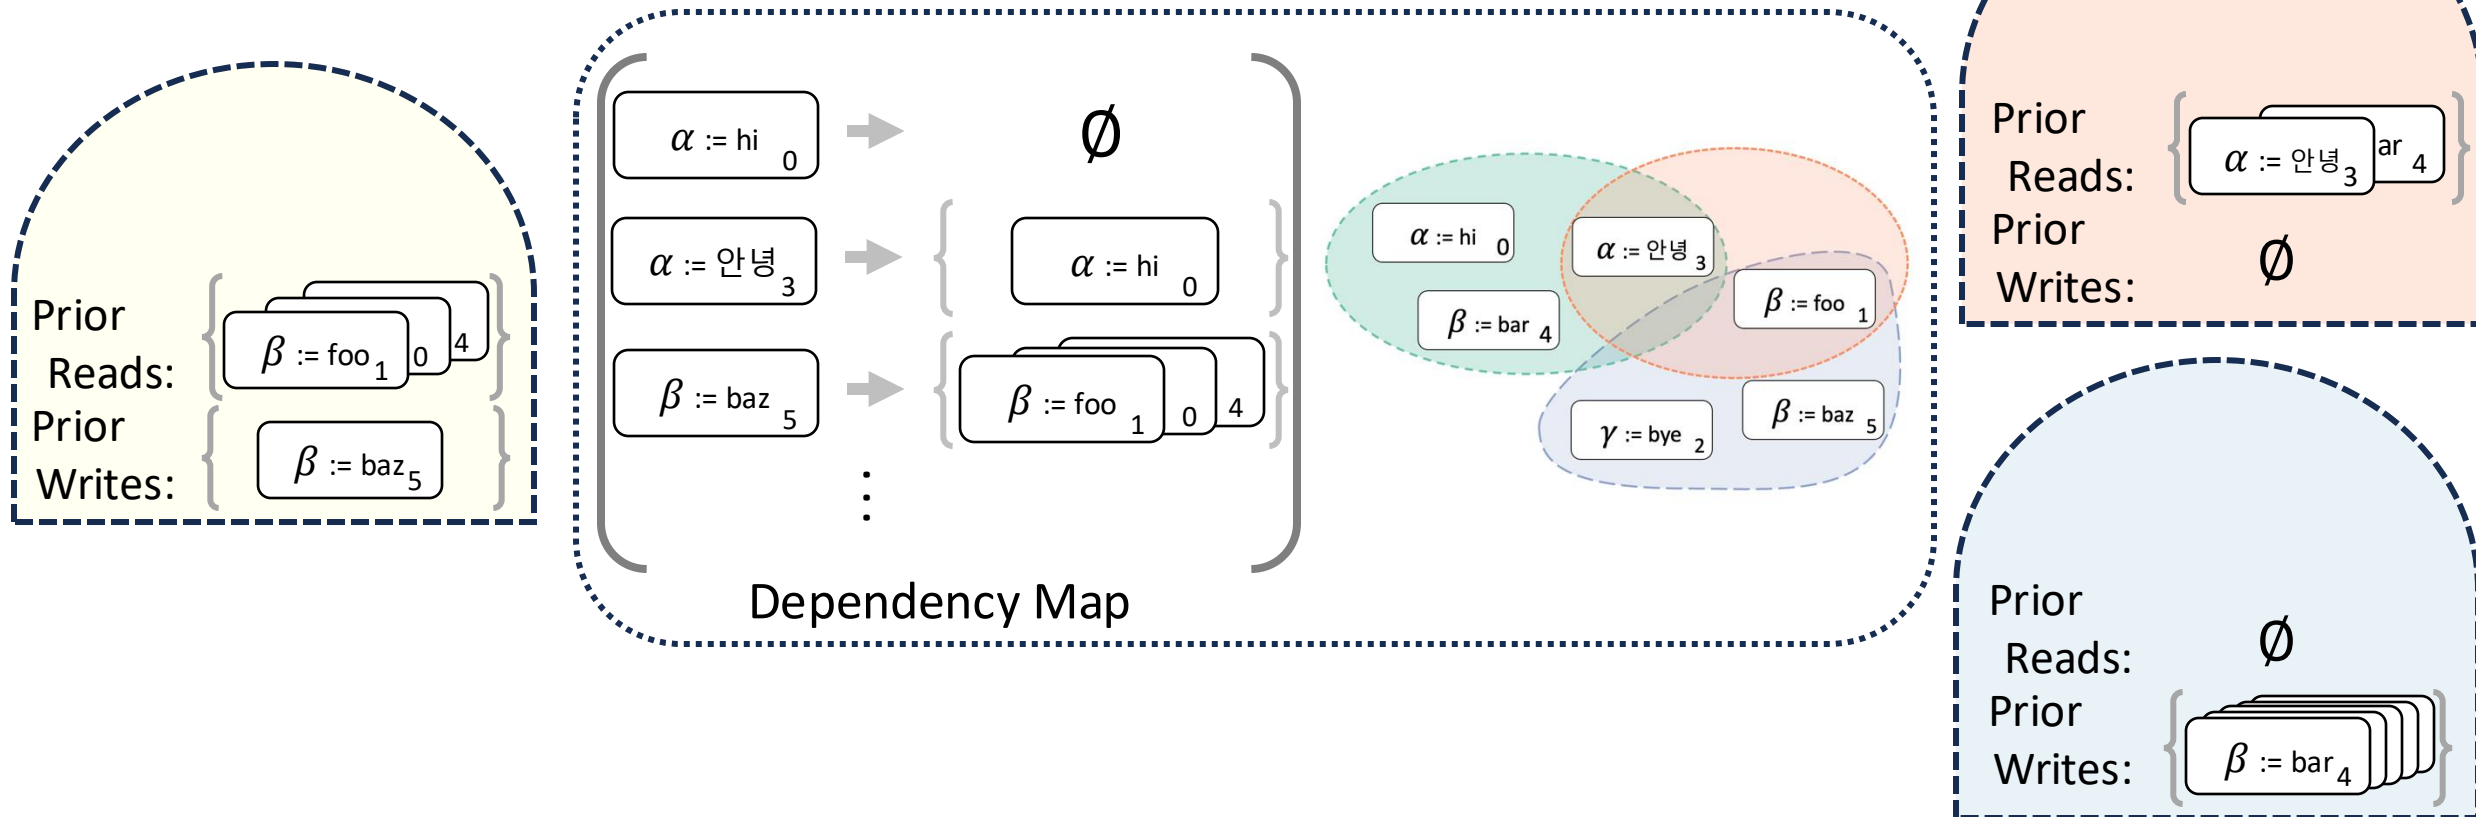 Prior
Reads:
β := foo 1
0
4
Prior
Writes:
β := baz 5
α := hi 0
∅
α := 안녕 3
α := hi 0
β := baz 5
β := foo 1
0
4
⋮
Dependency Map
α := hi 0
α := 안녕 3
β := bar 4
β := foo 1
γ := bye 2
β := baz 5
Prior
Reads:
α := 안녕 3
ar 4
Prior
Writes:
∅
Prior
Reads:
∅
Prior
Writes:
β := bar 4